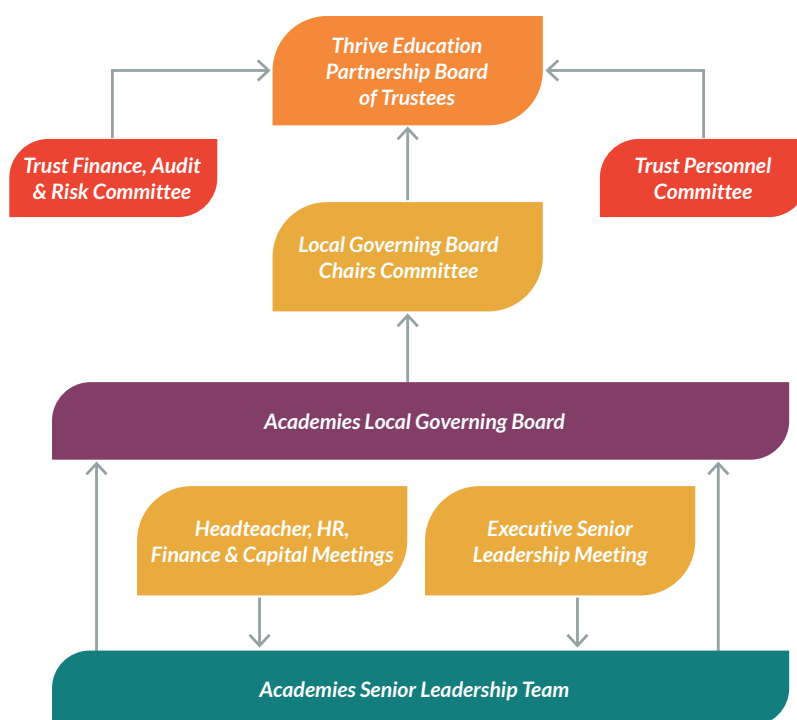 Thrive Education
Partnership Board
of Trustees
Trust Finance, Audit
& Risk Committee
Trust Personnel
Committee
Local Governing Board
Chairs Committee
Academies Local Governing Board
Headteacher, HR,
Finance & Capital Meetings
Executive Senior
Leadership Meeting
Academies Senior Leadership Team